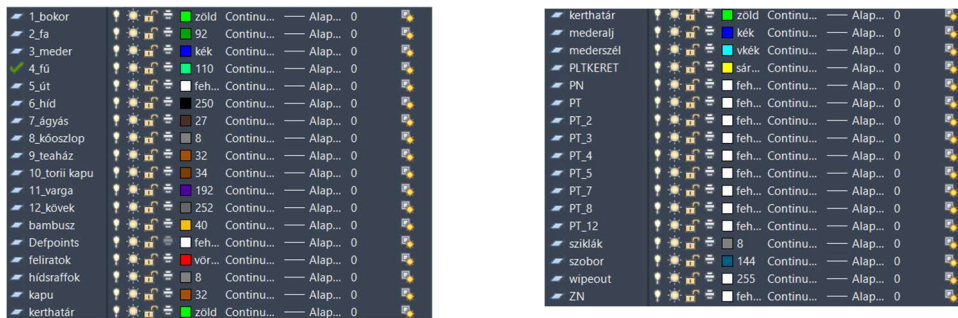 1_bokor zöld Continu... Alap... 0
2_fa 92 Continu... Alap... 0
3_meder kék Continu... Alap... 0
4_fű 110 Continu... Alap... 0
5_út feh... Continu... Alap... 0
6_híd 250 Continu... Alap... 0
7_ágyás 27 Continu... Alap... 0
8_kőoszlop 8 Continu... Alap... 0
9_teaház 32 Continu... Alap... 0
10_torii kapu 34 Continu... Alap... 0
11_varga 192 Continu... Alap... 0
12_kövek 252 Continu... Alap... 0
bambusz 40 Continu... Alap... 0
Defpoints feh... Continu... Alap... 0
feliratok vör... Continu... Alap... 0
hídsraffok 8 Continu... Alap... 0
kapu 32 Continu... Alap... 0
kerthatár zöld Continu... Alap... 0
kerthatár zöld Continu... Alap... 0
mederalj kék Continu... Alap... 0
mederszél vkék Continu... Alap... 0
PLTKERET sár... Continu... Alap... 0
PN feh... Continu... Alap... 0
PT feh... Continu... Alap... 0
PT_2 feh... Continu... Alap... 0
PT_3 feh... Continu... Alap... 0
PT_4 feh... Continu... Alap... 0
PT_5 feh... Continu... Alap... 0
PT_7 feh... Continu... Alap... 0
PT_8 feh... Continu... Alap... 0
PT_12 feh... Continu... Alap... 0
sziklák 8 Continu... Alap... 0
szobor 144 Continu... Alap... 0
wipeout 255 Continu... Alap... 0
ZN feh... Continu... Alap... 0